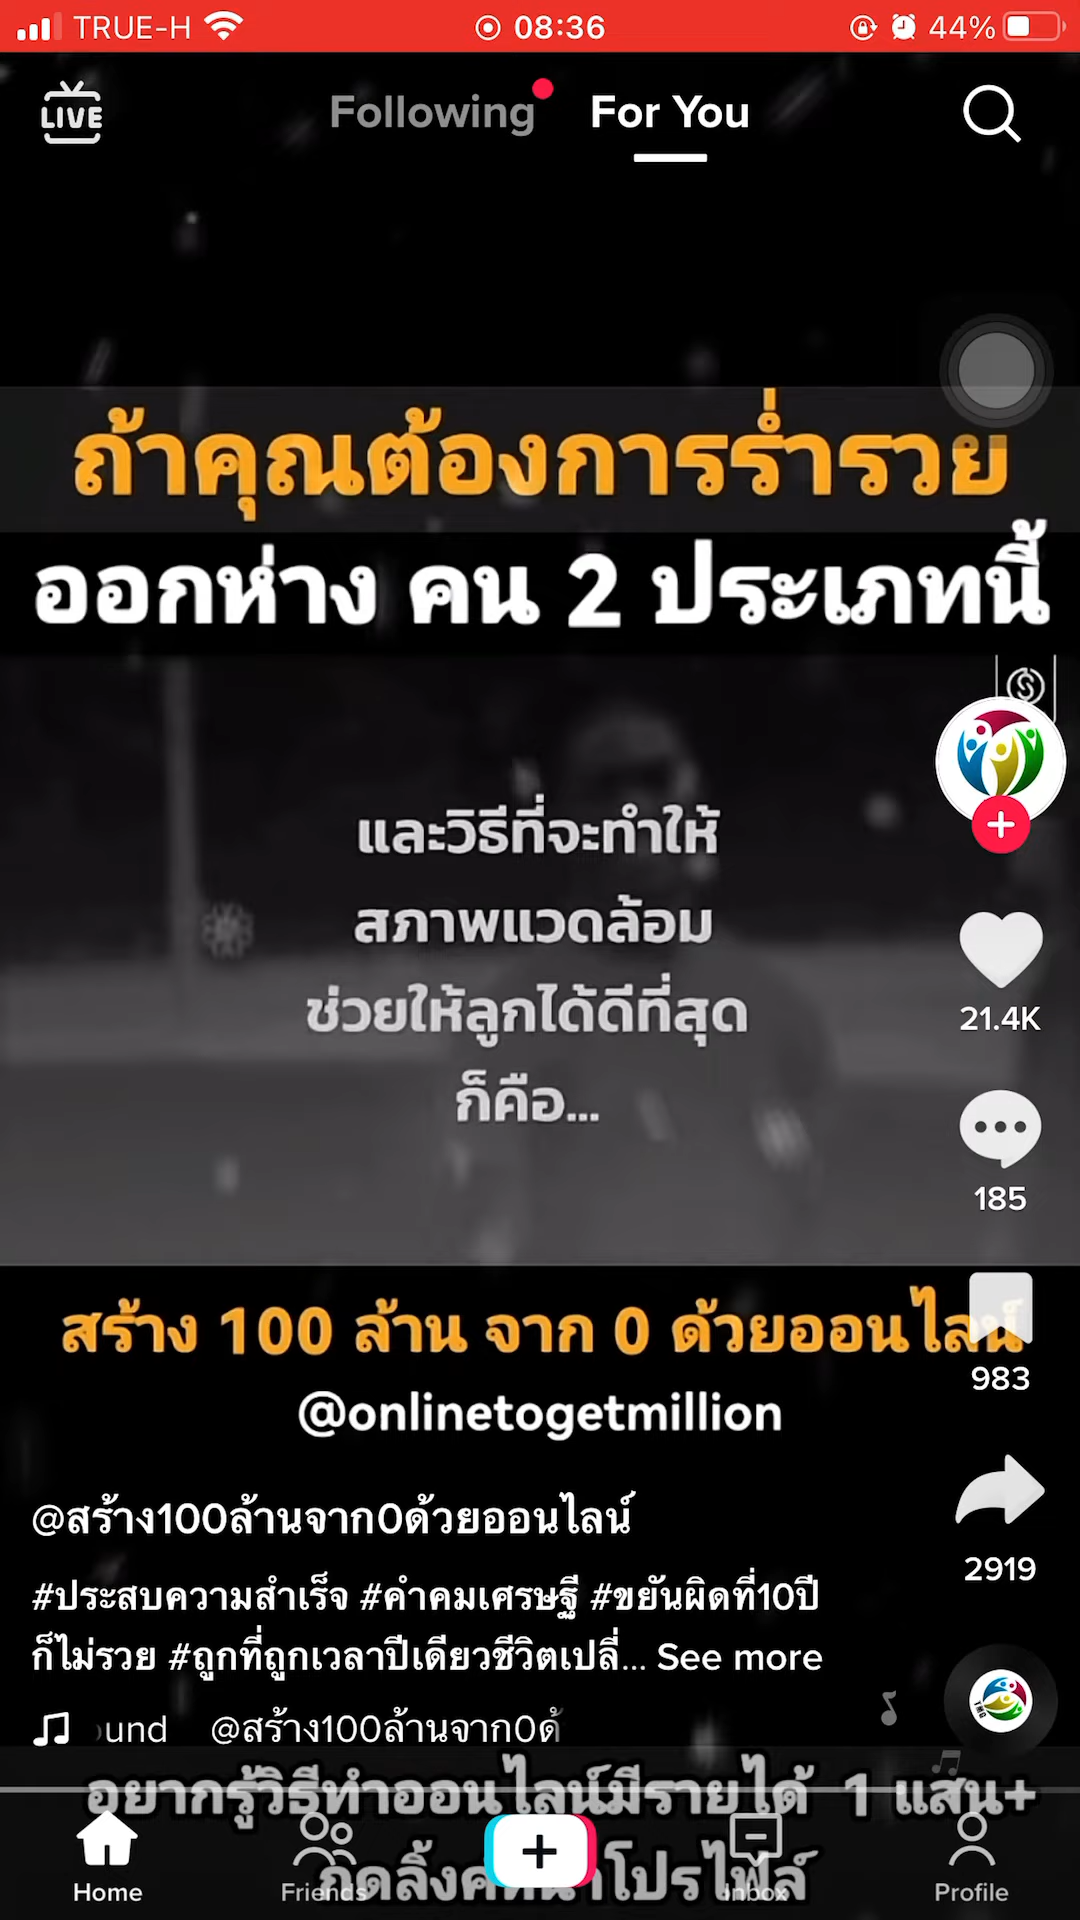 TRUE-H 08:36 44%
LIVE Following For You
ถ้าคุณต้องการร่ำรวย
ออกห่าง คน 2 ประเภทนี้
และวิธีที่จะทำให้
สภาพแวดล้อม
ช่วยให้ลูกได้ดีที่สุด
ก็คือ...
21.4K
185
สร้าง 100 ล้าน จาก 0 ด้วยออนไลน์
983
@onlinetogetmillion
@สร้าง100ล้านจาก0ด้วยออนไลน์
2919
#ประสบความสำเร็จ #คำคมเศรษฐี #ขยันผิดที่10ปี
ก็ไม่รวย #ถูกที่ถูกเวลาปีเดียวชีวิตเปลี่... See more
ound @สร้าง100ล้านจาก0ด้
อยากรู้วิธีทำออนไลน์มีรายได้ 1 แสน+
โปรไฟล์
Home Friends Inbox Profile